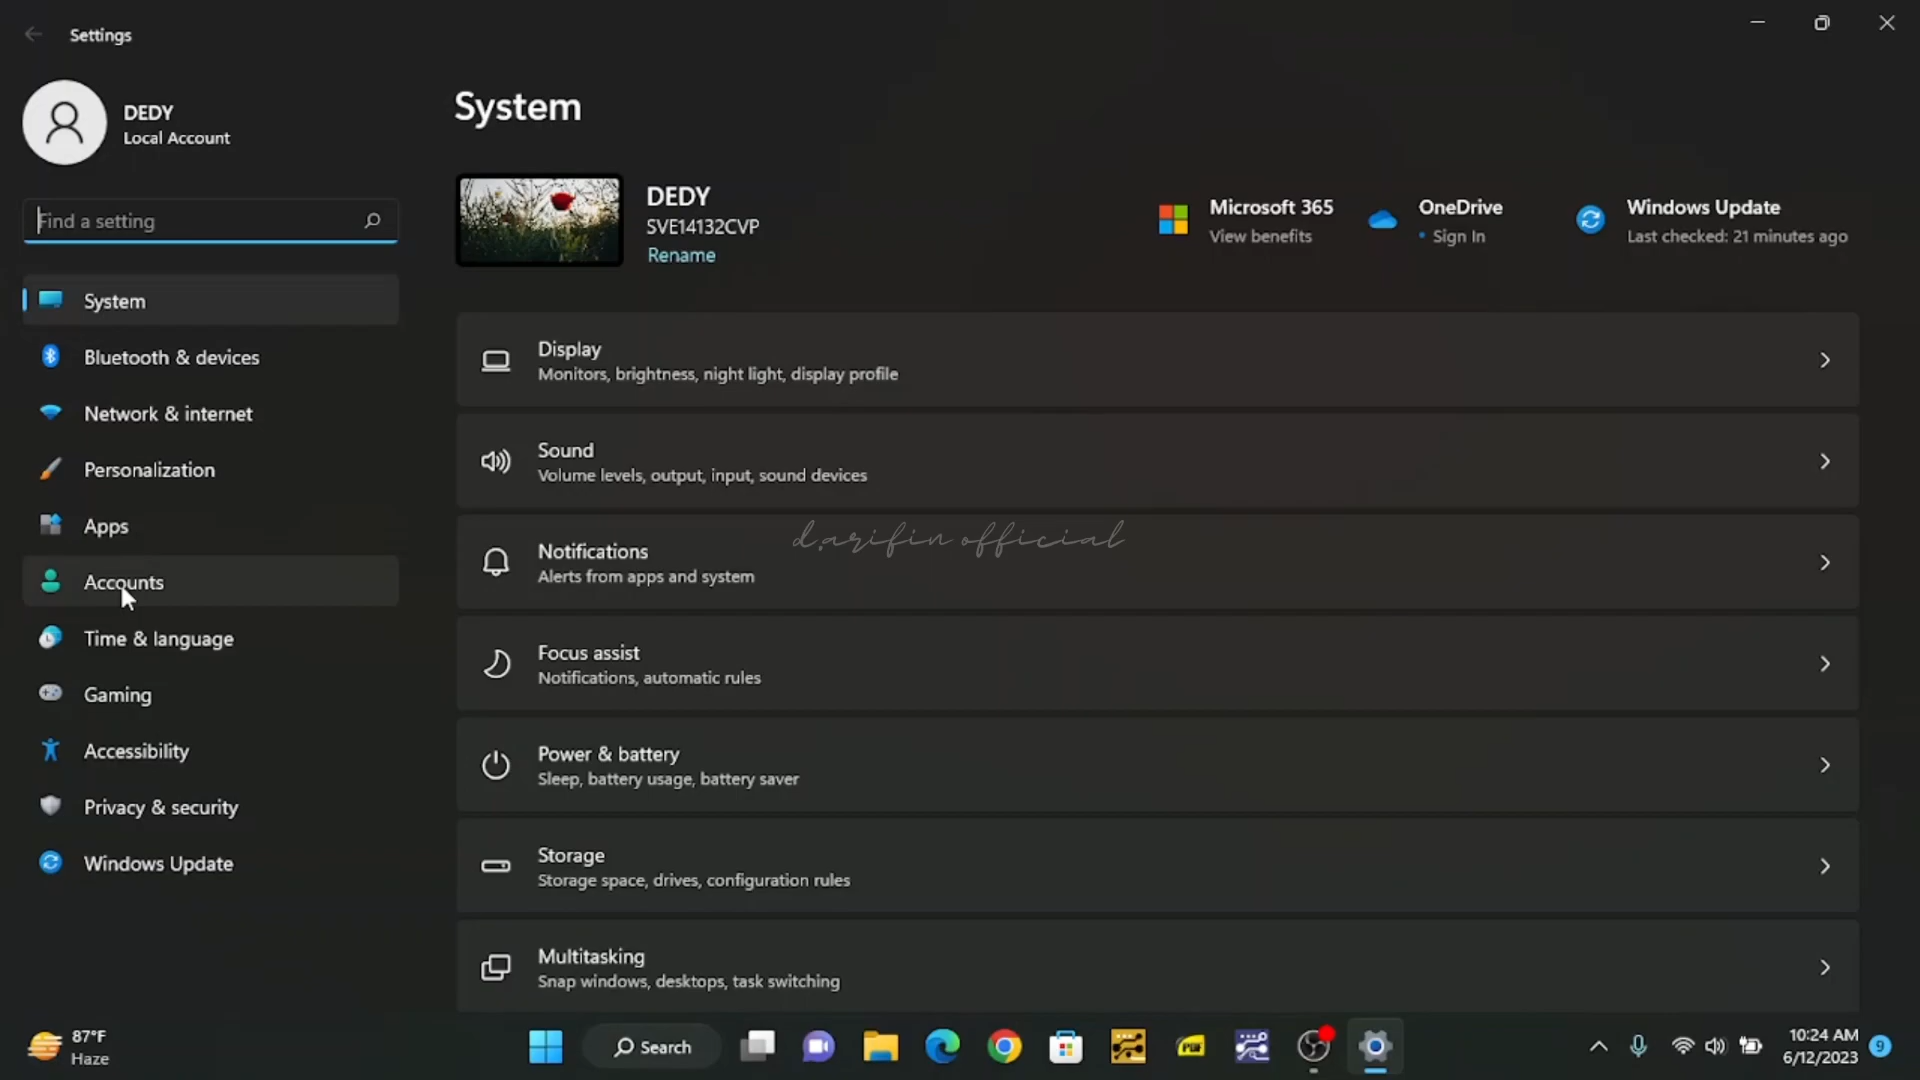 Settings
DEDY
Local Account
Find a setting
System
Bluetooth & devices
Network & internet
Personalization
Apps
Accounts
Time & language
Gaming
Accessibility
Privacy & security
Windows Update
System
DEDY
SVE14132CVP
Rename
Microsoft 365
View benefits
OneDrive
• Sign In
Windows Update
Last checked: 21 minutes ago
Display
Monitors, brightness, night light, display profile
Sound
Volume levels, output, input, sound devices
d.arifin official
Notifications
Alerts from apps and system
Focus assist
Notifications, automatic rules
Power & battery
Sleep, battery usage, battery saver
Storage
Storage space, drives, configuration rules
Multitasking
Snap windows, desktops, task switching
87°F
Haze
Search
PDF
10:24 AM
6/12/2023
9